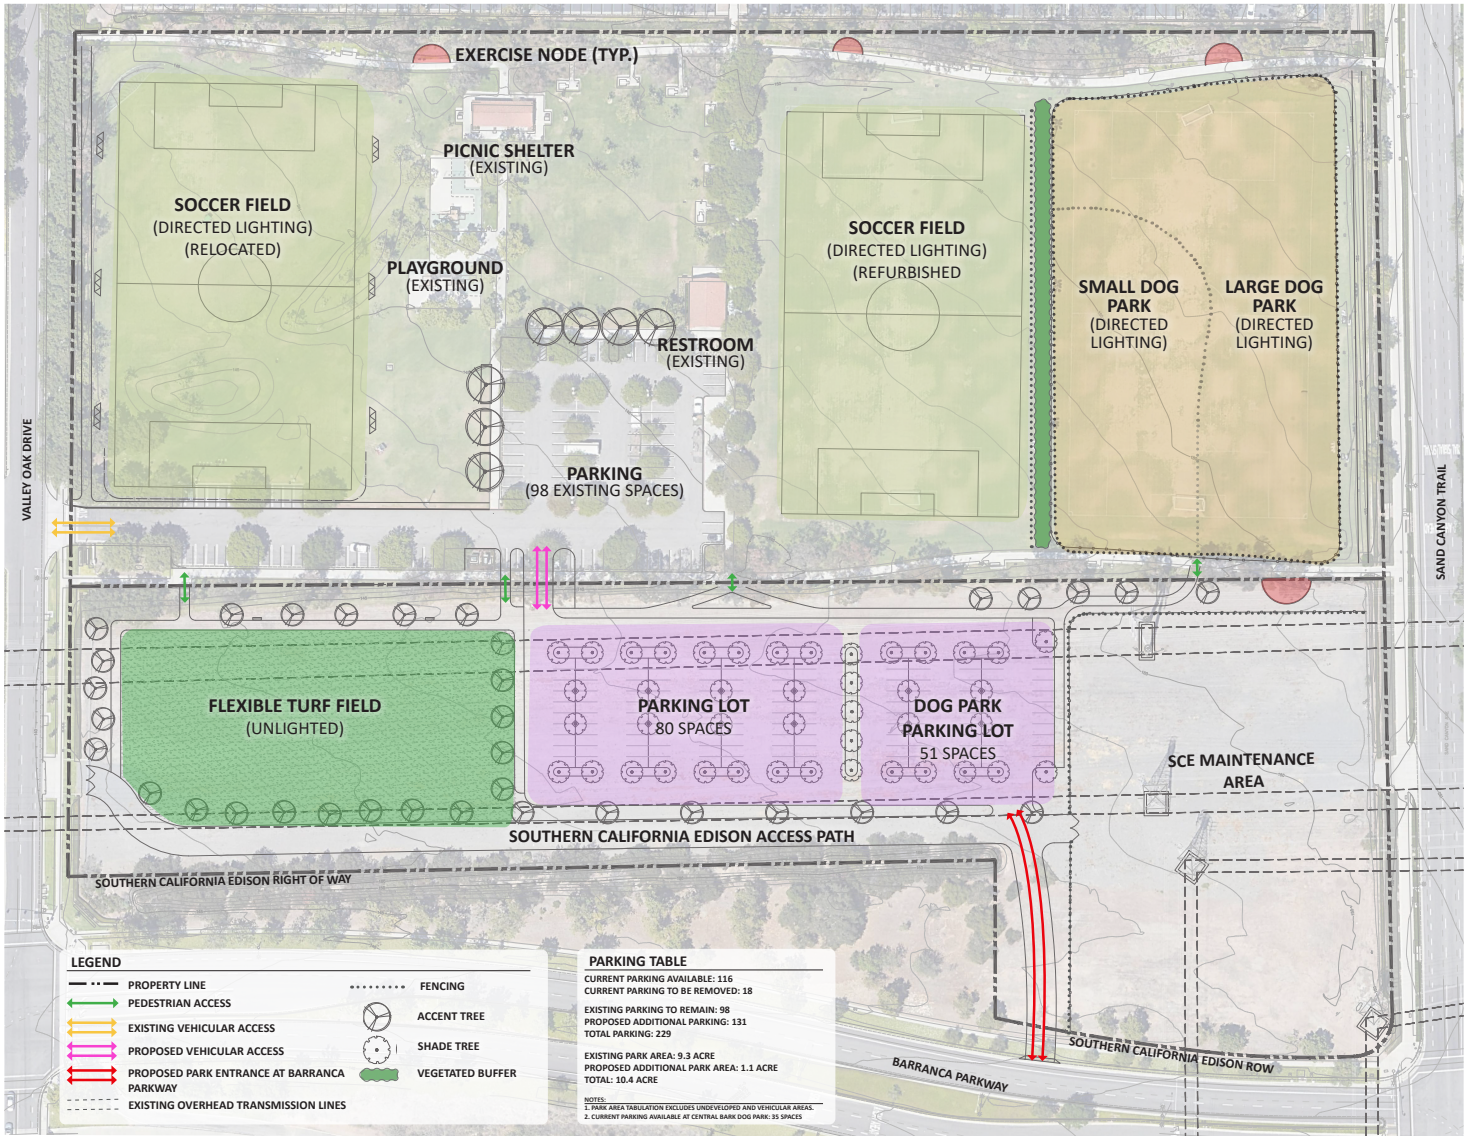 EXERCISE NODE (TYP.)
PICNIC SHELTER
(EXISTING)
SOCCER FIELD
(DIRECTED LIGHTING)
(RELOCATED)
SOCCER FIELD
(DIRECTED LIGHTING)
(REFURBISHED
PLAYGROUND
(EXISTING)
SMALL DOG
PARK
(DIRECTED
LIGHTING)
LARGE DOG
PARK
(DIRECTED
LIGHTING)
RESTROOM
(EXISTING)
PARKING
(98 EXISTING SPACES)
VALLEY OAK DRIVE
SAND CANYON TRAIL
FLEXIBLE TURF FIELD
(UNLIGHTED)
PARKING LOT
80 SPACES
DOG PARK
PARKING LOT
51 SPACES
SCE MAINTENANCE
AREA
SOUTHERN CALIFORNIA EDISON ACCESS PATH
SOUTHERN CALIFORNIA EDISON RIGHT OF WAY
SOUTHERN CALIFORNIA EDISON ROW
BARRANCA PARKWAY
LEGEND
PROPERTY LINE
PEDESTRIAN ACCESS
EXISTING VEHICULAR ACCESS
PROPOSED VEHICULAR ACCESS
PROPOSED PARK ENTRANCE AT BARRANCA
PARKWAY
EXISTING OVERHEAD TRANSMISSION LINES
FENCING
ACCENT TREE
SHADE TREE
VEGETATED BUFFER
PARKING TABLE
CURRENT PARKING AVAILABLE: 116
CURRENT PARKING TO BE REMOVED: 18
EXISTING PARKING TO REMAIN: 98
PROPOSED ADDITIONAL PARKING: 131
TOTAL PARKING: 229
EXISTING PARK AREA: 9.3 ACRE
PROPOSED ADDITIONAL PARK AREA: 1.1 ACRE
TOTAL: 10.4 ACRE
NOTES:
1. PARK AREA TABULATION EXCLUDES UNDEVELOPED AND VEHICULAR AREAS.
2. CURRENT PARKING AVAILABLE AT CENTRAL BARK DOG PARK: 35 SPACES